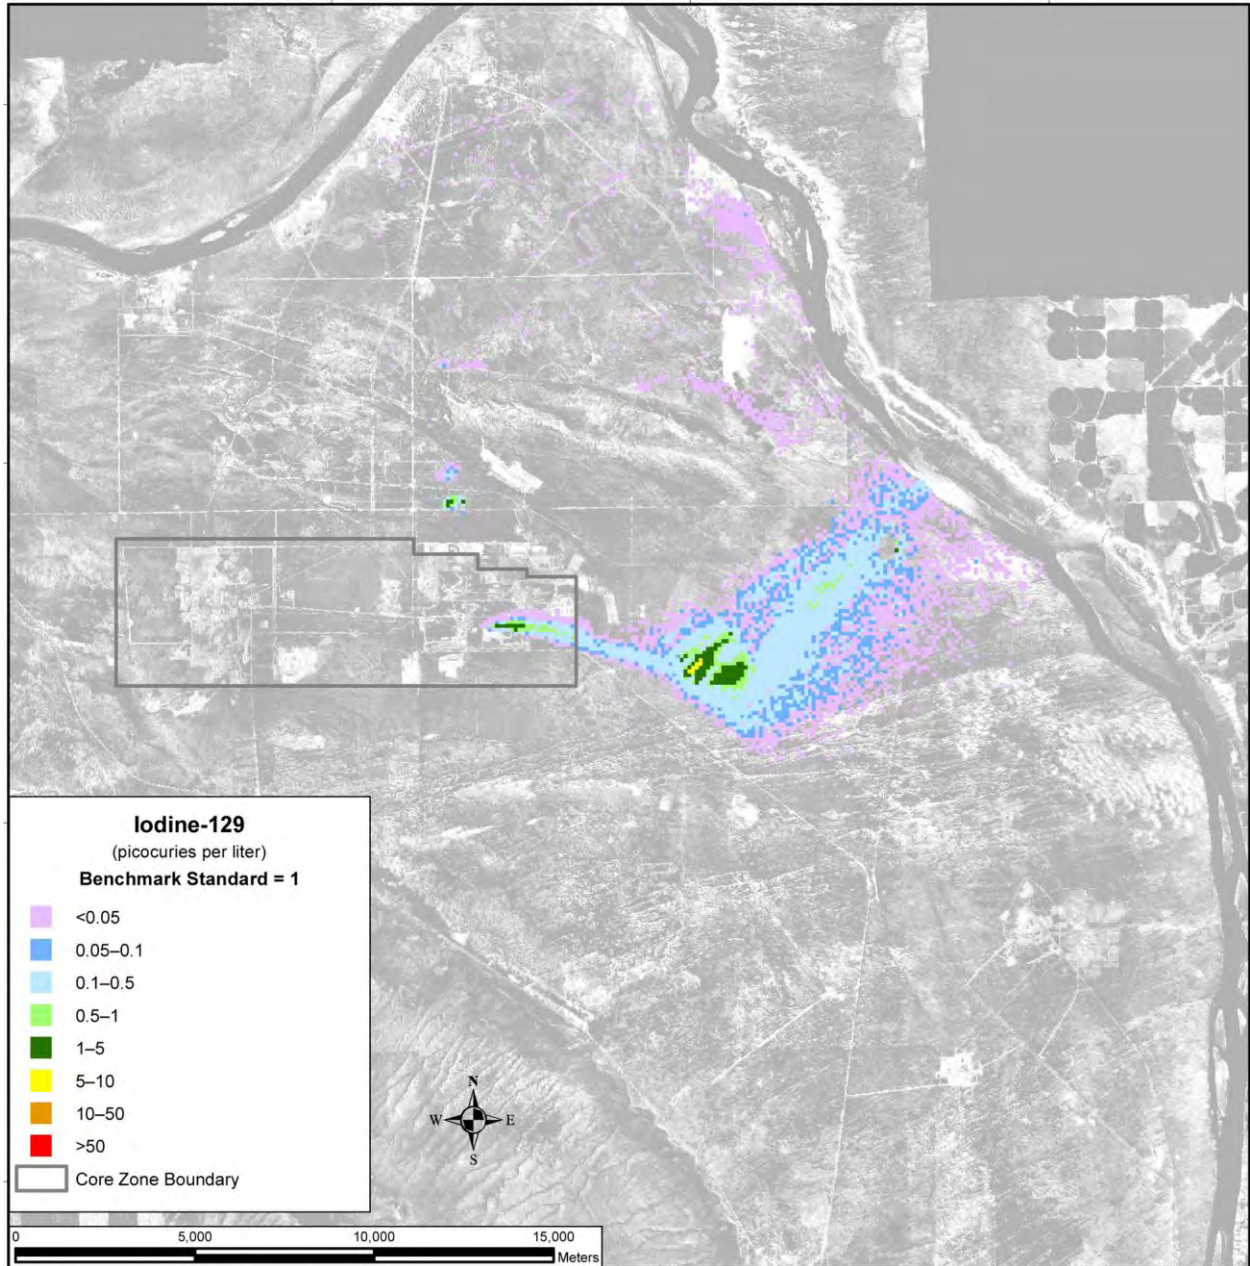 Iodine-129
(picocuries per liter)
Benchmark Standard = 1
<0.05
0.05–0.1
0.1–0.5
0.5–1
1–5
5–10
10–50
>50
Core Zone Boundary
N
W E
S
0 5,000 10,000 15,000
Meters